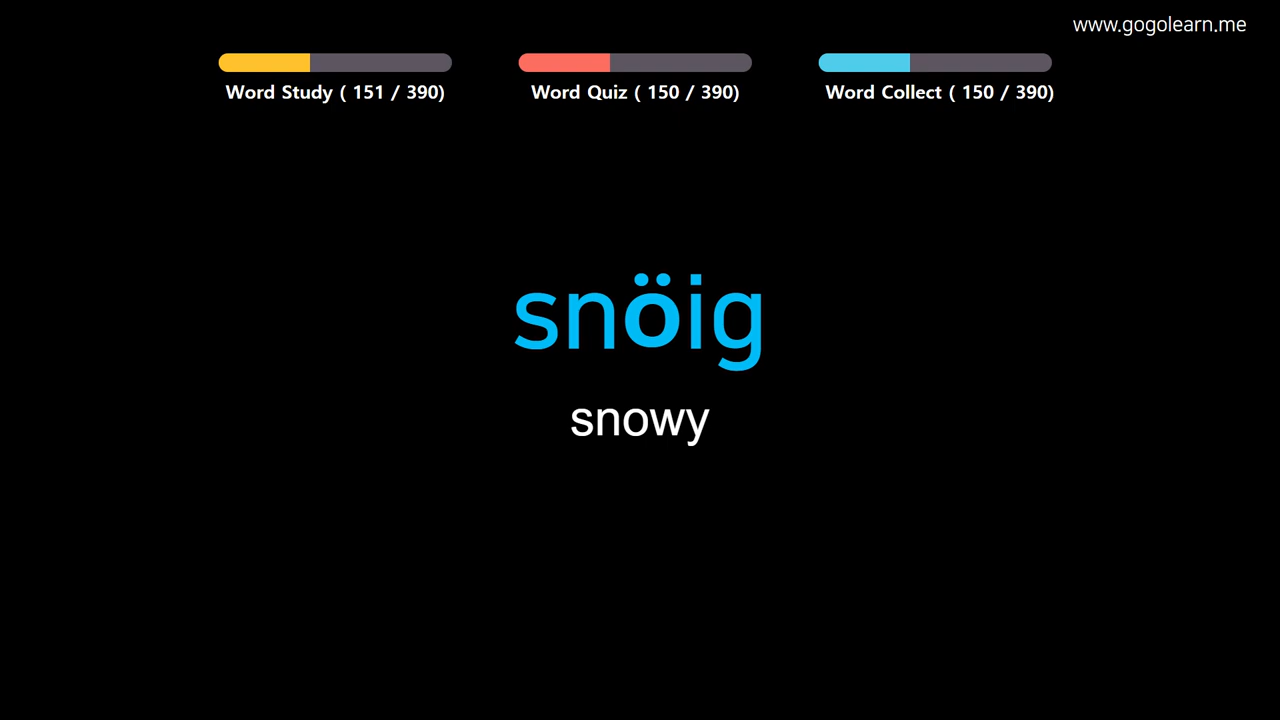 www.gogolearn.me
Word Study ( 151 / 390)
Word Quiz ( 150 / 390)
Word Collect ( 150 / 390)
snöig
snowy